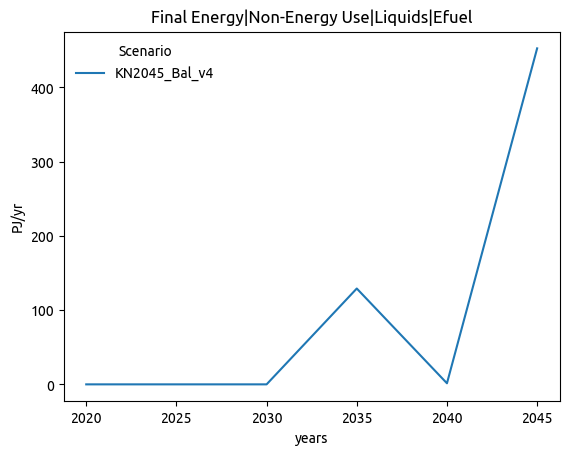 Final Energy|Non-Energy Use|Liquids|Efuel
Scenario
KN2045_Bal_v4
PJ/yr
400
300
200
100
0
2020 2025 2030 2035 2040 2045
years